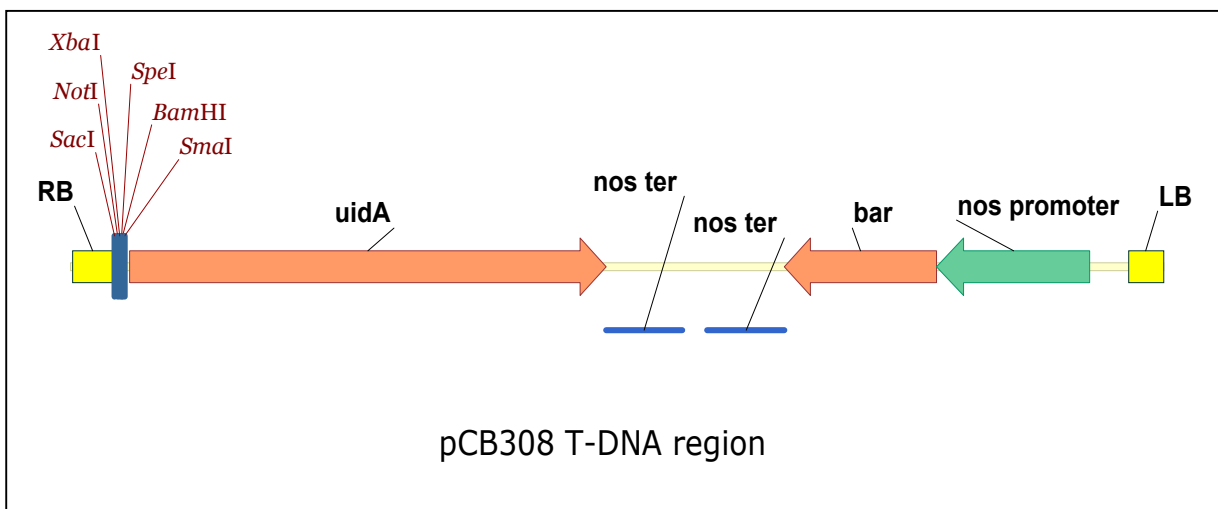 XbaI
SpeI
NotI
BamHI
SacI
SmaI
RB
uidA
nos ter
nos ter
bar
nos promoter
LB
pCB308 T-DNA region